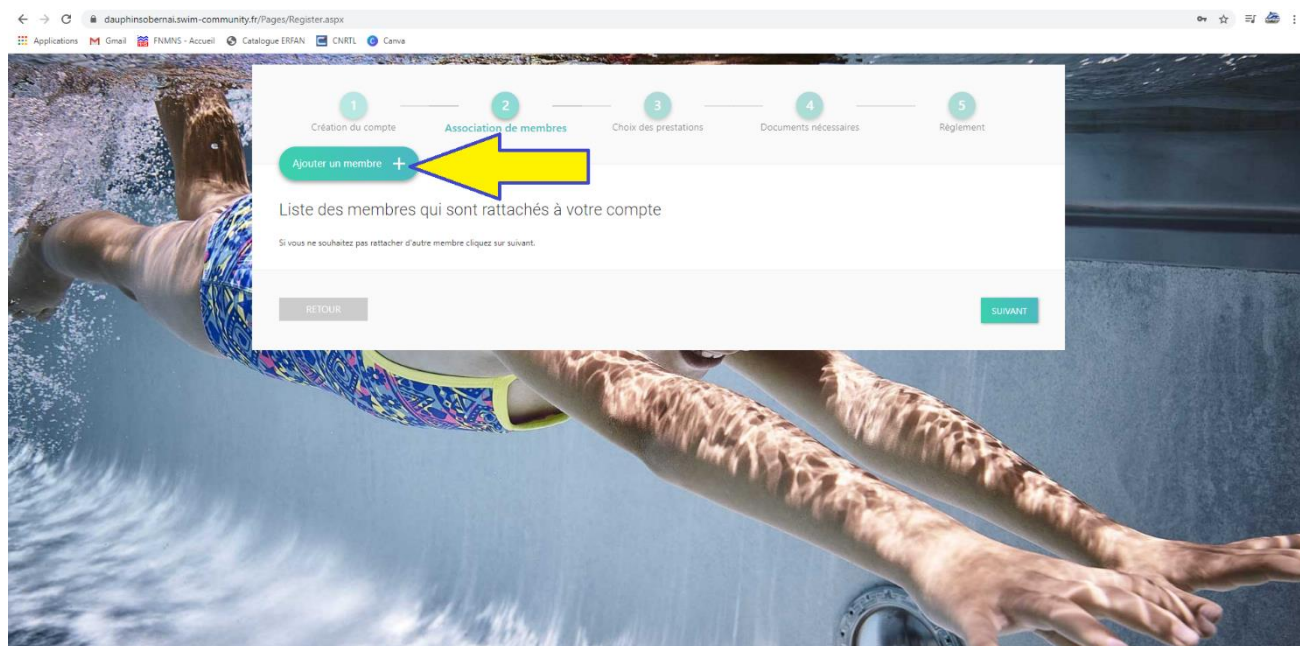 dauphinsobernai.swim-community.fr/Pages/Register.aspx
Applications Gmail FNMNS - Accueil Catalogue ERFAN CNRTL Canva
1 2 3 4 5
Création du compte Association de membres Choix des prestations Documents nécessaires Règlement
Ajouter un membre +
Liste des membres qui sont rattachés à votre compte
Si vous ne souhaitez pas rattacher d'autre membre cliquez sur suivant.
RETOUR SUIVANT